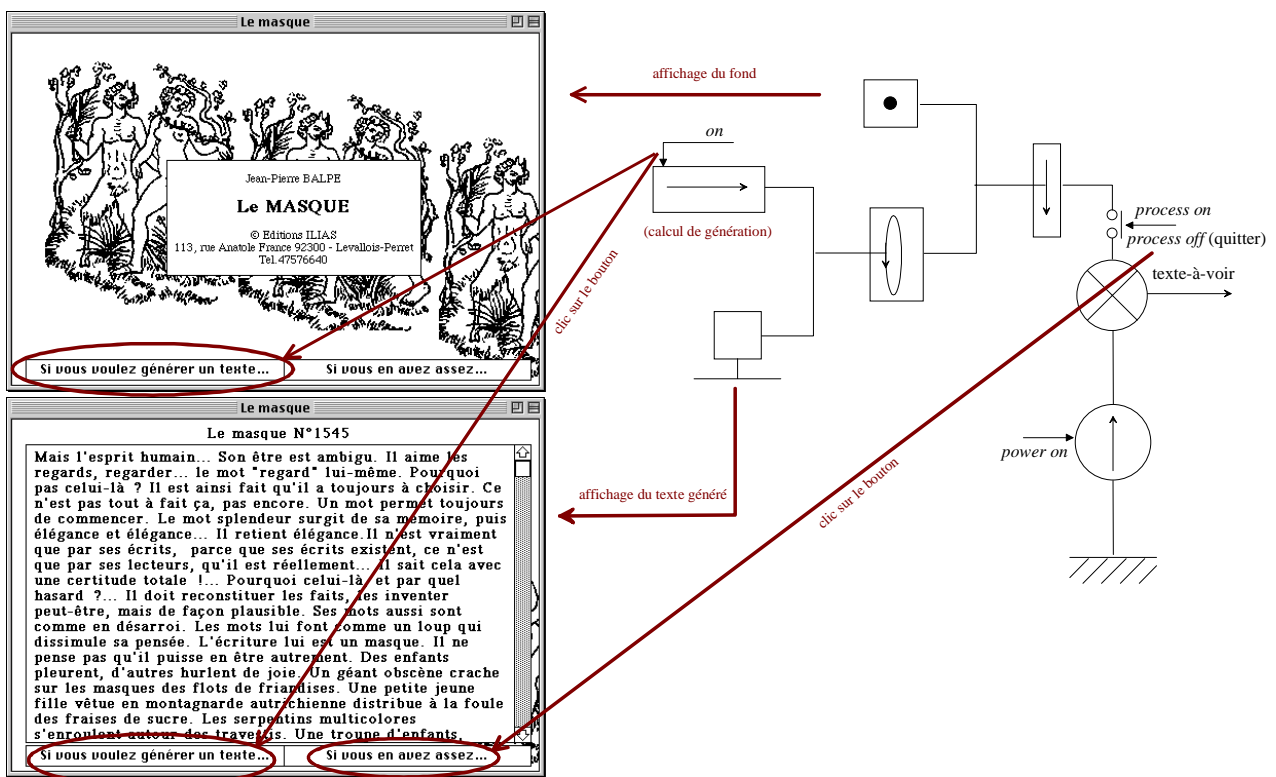 Le masque
Jean-Pierre BALPE
Le MASQUE
© Editions ILIAS
113, rue Anatole France 92300 - Levallois-Perret
Tel.47576640
Si vous voulez générer un texte...
Si vous en avez assez...
Le masque
Le masque N°1545
Mais l'esprit humain... Son être est ambigu. Il aime les
regards, regarder... le mot "regard" lui-même. Pourquoi
pas celui-là ? Il est ainsi fait qu'il a toujours à choisir. Ce
n'est pas tout à fait ça, pas encore. Un mot permet toujours
de commencer. Le mot splendeur surgit de sa mémoire, puis
élégance et élégance... Il retient élégance.Il n'est vraiment
que par ses écrits, parce que ses écrits existent, ce n'est
que par ses lecteurs, qu'il est réellement... Il sait cela avec
une certitude totale !... Pourquoi celui-là, et par quel
hasard ?... Il doit reconstituer les faits, les inventer
peut-être, mais de façon plausible. Ses mots aussi sont
comme en désarroi. Les mots lui font comme un loup qui
dissimule sa pensée. L'écriture lui est un masque. Il ne
pense pas qu'il puisse en être autrement. Des enfants
pleurent, d'autres hurlent de joie. Un géant obscène crache
sur les masques des flots de friandises. Une petite jeune
fille vêtue en montagnarde autrichienne distribue à la foule
des fraises de sucre. Les serpentins multicolores
s'enroulent autour des travestis. Une troupe d'enfants,
Si vous voulez générer un texte...
Si vous en avez assez...
affichage du fond
on
(calcul de génération)
clic sur le bouton
process on
process off (quitter)
texte-à-voir
power on
affichage du texte généré
clic sur le bouton